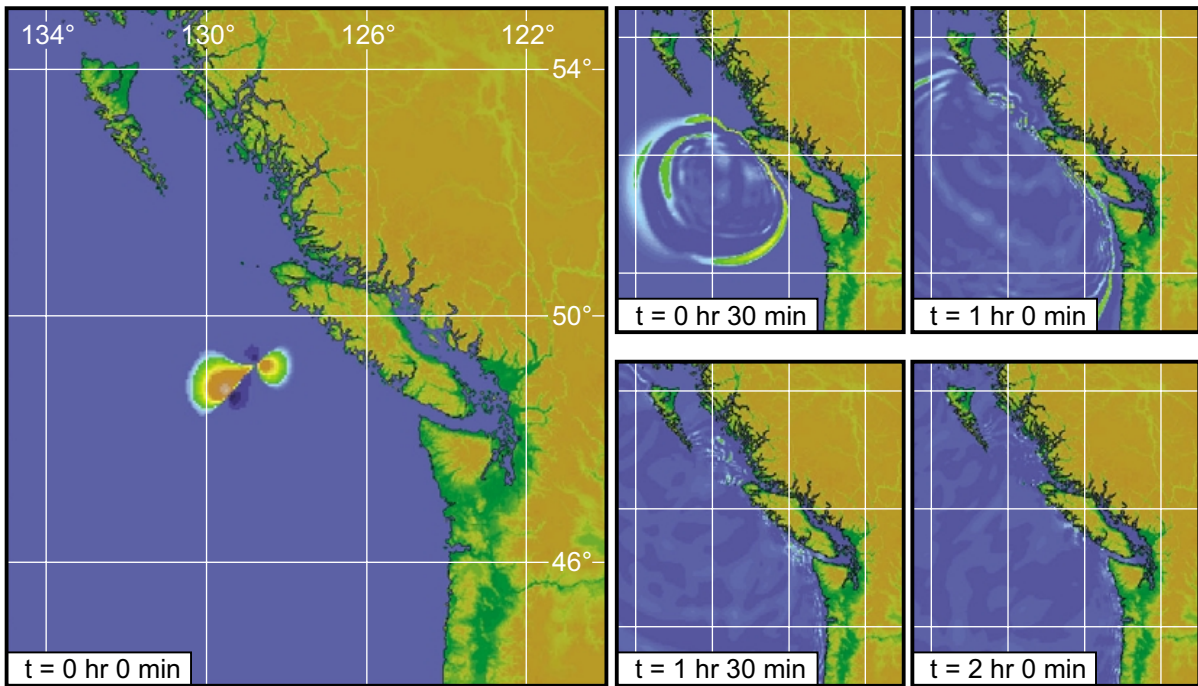 134° 130° 126° 122°
54°
50°
46°
t = 0 hr 0 min
t = 0 hr 30 min
t = 1 hr 0 min
t = 1 hr 30 min
t = 2 hr 0 min